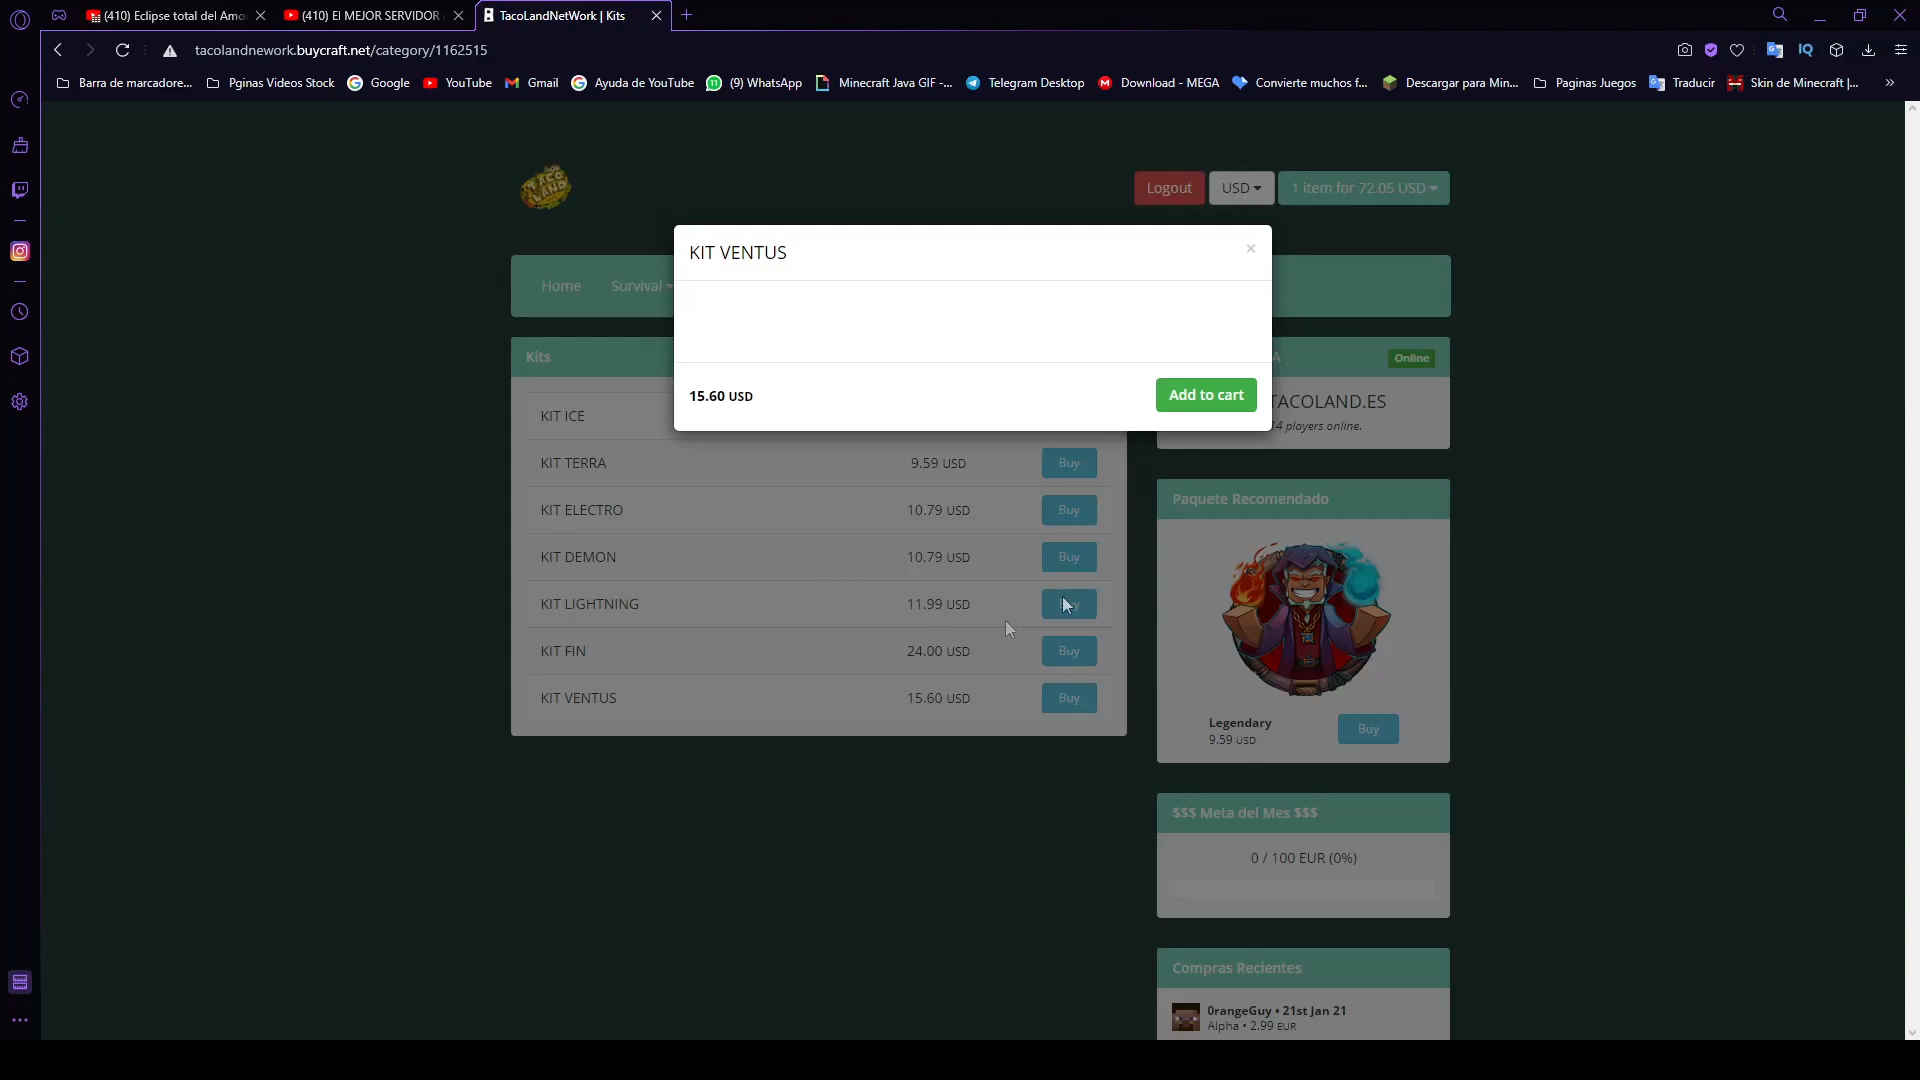 (410) Eclipse total del Amo
(410) El MEJOR SERVIDOR
TacoLandNetWork | Kits
tacolandnework.buycraft.net/category/1162515
IQ
Barra de marcadore...
Pginas Videos Stock
Google
YouTube
Gmail
Ayuda de YouTube
(9) WhatsApp
Minecraft Java GIF -...
Telegram Desktop
Download - MEGA
Convierte muchos f...
Descargar para Min...
Paginas Juegos
Traducir
Skin de Minecraft |...
TACO
LAND
Logout
USD
1 item for 72.05 USD
KIT VENTUS
Home
Survival
Kits
A
Online
15.60 USD
Add to cart
TACOLAND.ES
4 players online.
KIT ICE
KIT TERRA
9.59 USD
Buy
KIT ELECTRO
10.79 USD
Buy
KIT DEMON
10.79 USD
Buy
KIT LIGHTNING
11.99 USD
KIT FIN
24.00 USD
Buy
KIT VENTUS
15.60 USD
Buy
Paquete Recomendado
Legendary
9.59 USD
Buy
$$$ Meta del Mes $$$
0 / 100 EUR (0%)
Compras Recientes
0rangeGuy • 21st Jan 21
Alpha • 2.99 EUR